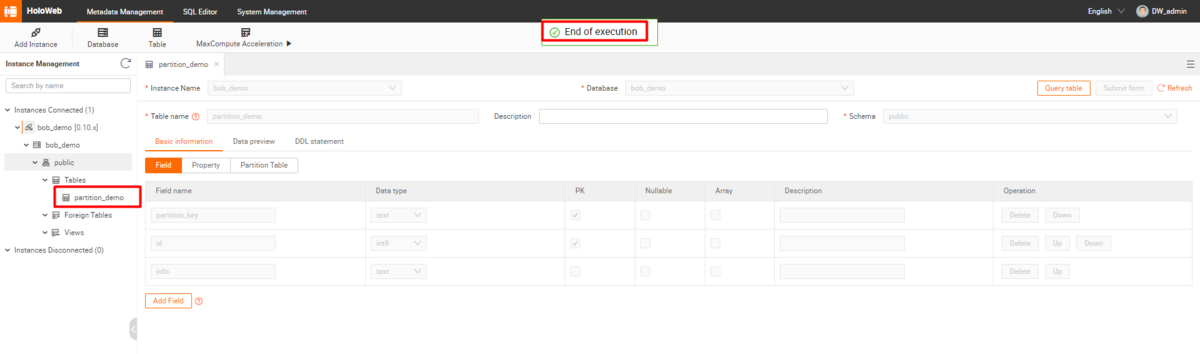 HoloWeb Metadata Management SQL Editor System Management English DW_admin
End of execution
Add Instance Database Table MaxCompute Acceleration
Instance Management
partition_demo
Search by name
* Instance Name bob_demo * Database bob_demo Query table Submit form Refresh
Instances Connected (1)
bob_demo [0.10.x]
* Table name partition_demo Description * Schema public
bob_demo
Basic information Data preview DDL statement
public
Field Property Partition Table
Tables
Field name Data type PK Nullable Array Description Operation
partition_demo
partition_key text Delete Down
Foreign Tables
Views
id int8 Delete Up Down
Instances Disconnected (0)
info text Delete Up
Add Field